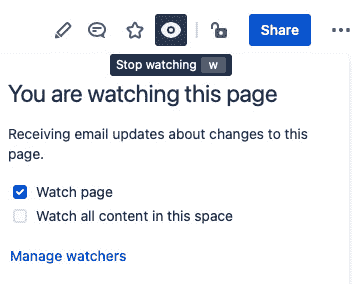 Share
Stop watching w
You are watching this page
Receiving email updates about changes to this
page.
Watch page
Watch all content in this space
Manage watchers